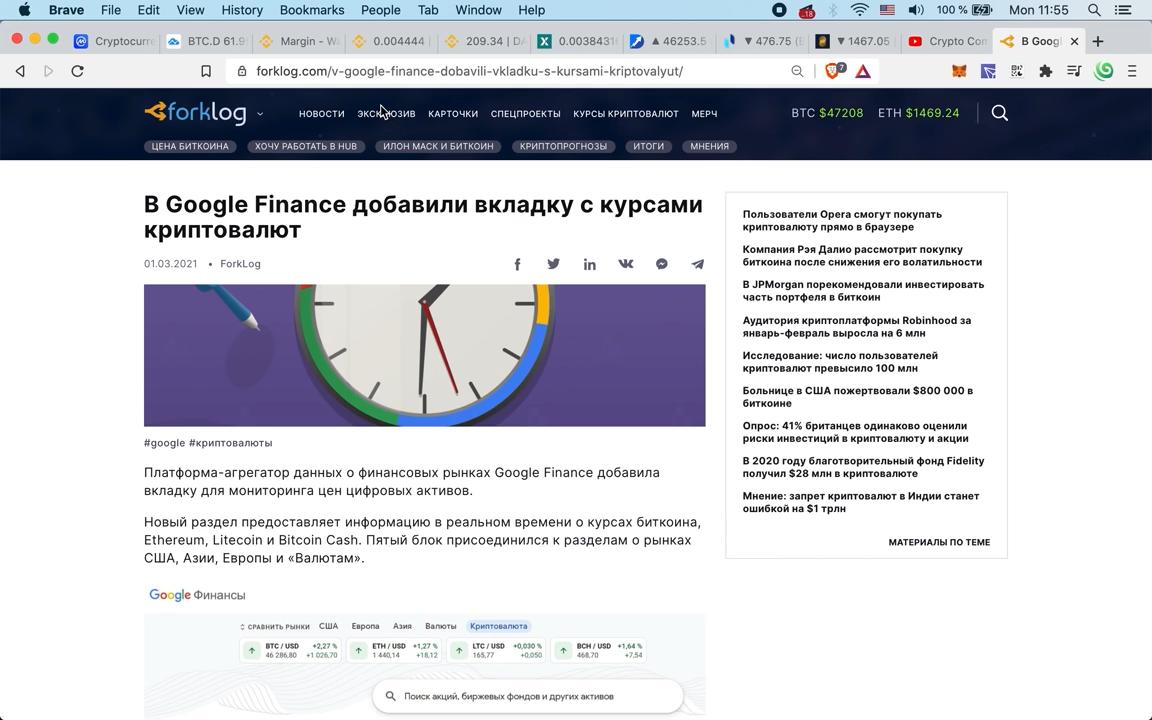 Brave File Edit View History Bookmarks People Tab Window Help 18 100 % Mon 11:55
Cryptocurre BTC.D 61.9 Margin - W 0.004444 209.34 | DA 0.0038431 ▲ 46253.5 ▼ 476.75 (E ▼ 1467.05 Crypto Con В Googl
forklog.com/v-google-finance-dobavili-vkladku-s-kursami-kriptovalyut/ 7
forklog НОВОСТИ ЭКСКЛЮЗИВ КАРТОЧКИ СПЕЦПРОЕКТЫ КУРСЫ КРИПТОВАЛЮТ МЕРЧ BTC $47208 ETH $1469.24
ЦЕНА БИТКОИНА ХОЧУ РАБОТАТЬ В HUB ИЛОН МАСК И БИТКОИН КРИПТОПРОГНОЗЫ ИТОГИ МНЕНИЯ
В Google Finance добавили вкладку с курсами
криптовалют
01.03.2021 • ForkLog
#google #криптовалюты
Платформа-агрегатор данных о финансовых рынках Google Finance добавила
вкладку для мониторинга цен цифровых активов.
Новый раздел предоставляет информацию в реальном времени о курсах биткоина,
Ethereum, Litecoin и Bitcoin Cash. Пятый блок присоединился к разделам о рынках
США, Азии, Европы и «Валютам».
Google Финансы
СРАВНИТЬ РЫНКИ США Европа Азия Валюты Криптовалюта
BTC / USD +2,27 % ETH / USD +1,27 % LTC / USD +0,030 % BCH / USD +1,64 %
46 286,80 +1 026,70 1 440,14 +18,12 165,77 +0,050 468,70 +7,54
Поиск акций, биржевых фондов и других активов
Пользователи Opera смогут покупать
криптовалюту прямо в браузере
Компания Рэя Далио рассмотрит покупку
биткоина после снижения его волатильности
В JPMorgan порекомендовали инвестировать
часть портфеля в биткоин
Аудитория криптоплатформы Robinhood за
январь-февраль выросла на 6 млн
Исследование: число пользователей
криптовалют превысило 100 млн
Больнице в США пожертвовали $800 000 в
биткоине
Опрос: 41% британцев одинаково оценили
риски инвестиций в криптовалюту и акции
В 2020 году благотворительный фонд Fidelity
получил $28 млн в криптовалюте
Мнение: запрет криптовалют в Индии станет
ошибкой на $1 трлн
МАТЕРИАЛЫ ПО ТЕМЕ